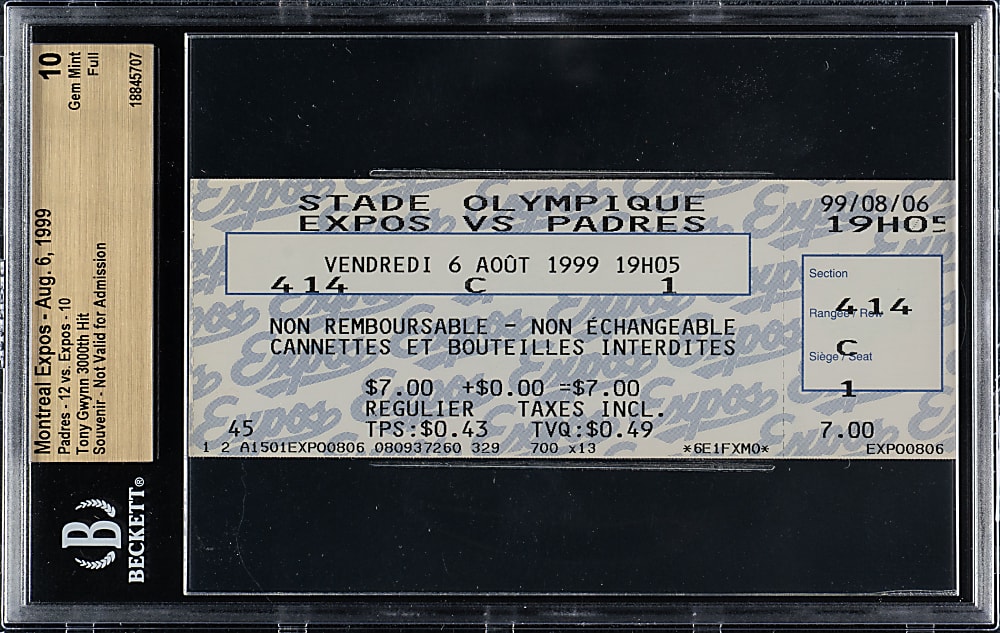 10
Gem Mint
Full
18845707
Montreal Expos - Aug. 6, 1999
Padres - 12 vs. Expos - 10
Tony Gwynn 3000th Hit
Souvenir - Not Valid for Admission
B
BECKETT®
STADE OLYMPIQUE
EXPOS VS PADRES
VENDREDI 6 AOÛT 1999 19H05
414 C 1
NON REMBOURSABLE - NON ÉCHANGEABLE
CANNETTES ET BOUTEILLES INTERDITES
$7.00 +$0.00 =$7.00
REGULIER TAXES INCL.
45 TPS:$0.43 TVQ:$0.49
1 2 A1501EXPO0806 080937260 329 700 x13 *6E1FXMO*
99/08/06
19H05
Section
414
Rangée / Row
C
Siège / Seat
1
7.00
EXPO0806
Expos